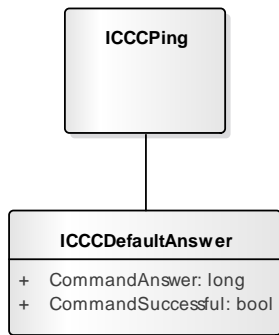 ICCCPing
ICCCDefaultAnswer
+ CommandAnswer: long
+ CommandSuccessful: bool